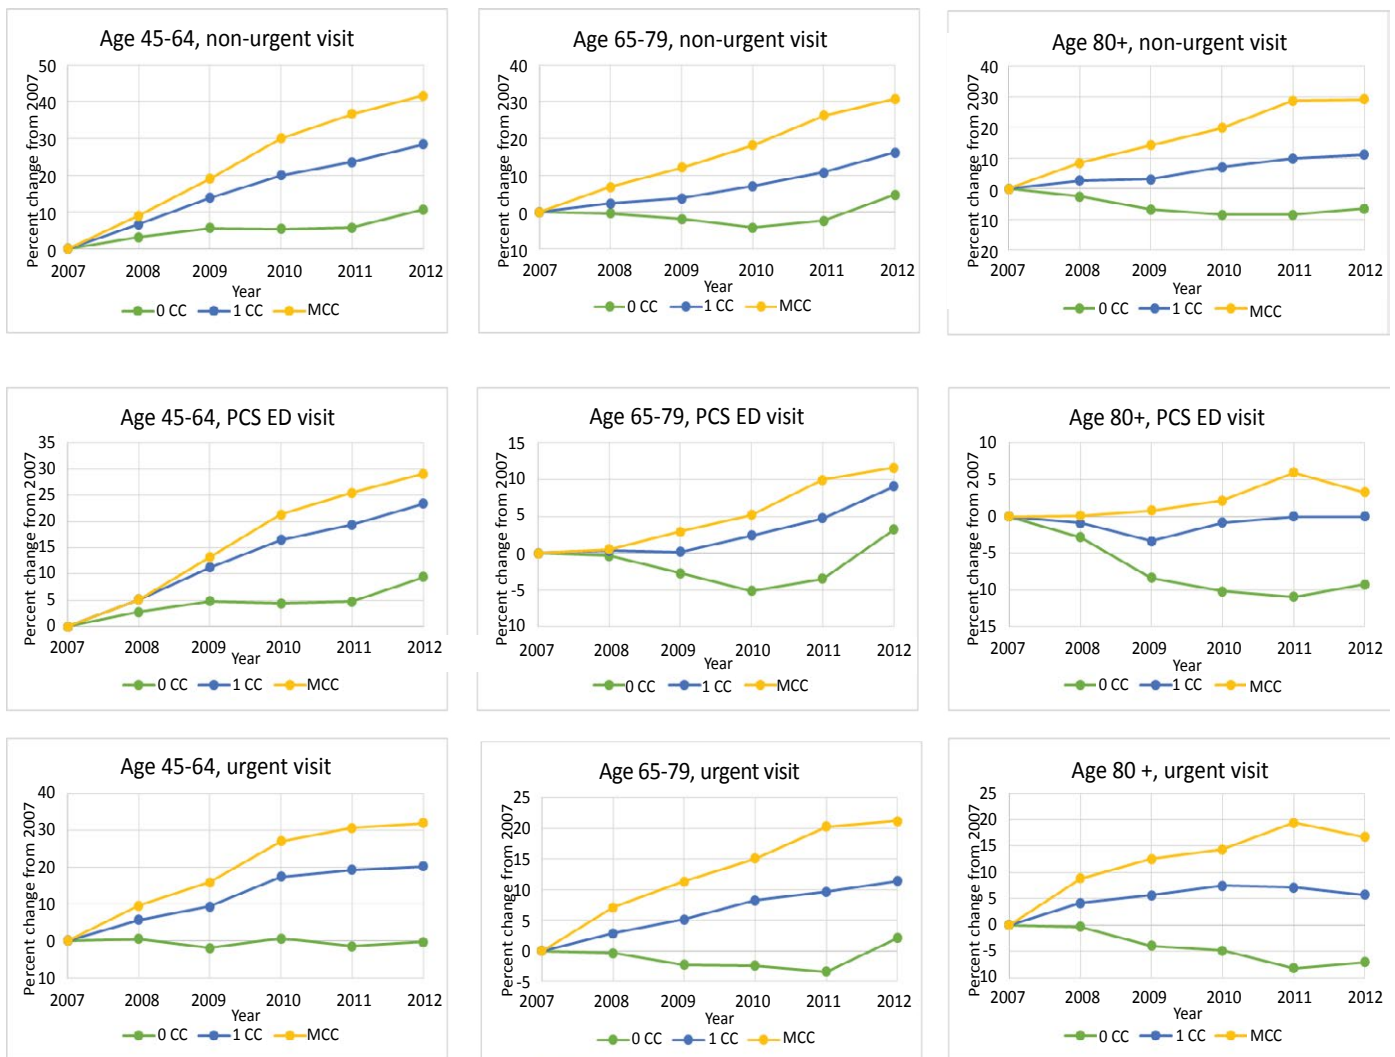 Age 45-64, non-urgent visit
Percent change from 2007
50
40
30
20
10
0
2007 2008 2009 2010 2011 2012
Year
0 CC 1 CC MCC
Age 65-79, non-urgent visit
Percent change from 2007
40
30
20
10
0
10
2007 2008 2009 2010 2011 2012
Year
0 CC 1 CC MCC
Age 80+, non-urgent visit
Percent change from 2007
40
30
20
10
0
10
20
2007 2008 2009 2010 2011 2012
Year
0 CC 1 CC MCC
Age 45-64, PCS ED visit
Percent change from 2007
35
30
25
20
15
10
5
0
2007 2008 2009 2010 2011 2012
Year
0 CC 1 CC MCC
Age 65-79, PCS ED visit
Percent change from 2007
15
10
5
0
-5
10
2007 2008 2009 2010 2011 2012
Year
0 CC 1 CC MCC
Age 80+, PCS ED visit
Percent change from 2007
10
5
0
-5
10
15
2007 2008 2009 2010 2011 2012
Year
0 CC 1 CC MCC
Age 45-64, urgent visit
Percent change from 2007
40
30
20
10
0
10
2007 2008 2009 2010 2011 2012
Year
0 CC 1 CC MCC
Age 65-79, urgent visit
Percent change from 2007
25
20
15
10
5
0
-5
2007 2008 2009 2010 2011 2012
Year
0 CC 1 CC MCC
Age 80 +, urgent visit
Percent change from 2007
25
20
15
10
5
0
-5
10
2007 2008 2009 2010 2011 2012
Year
0 CC 1 CC MCC